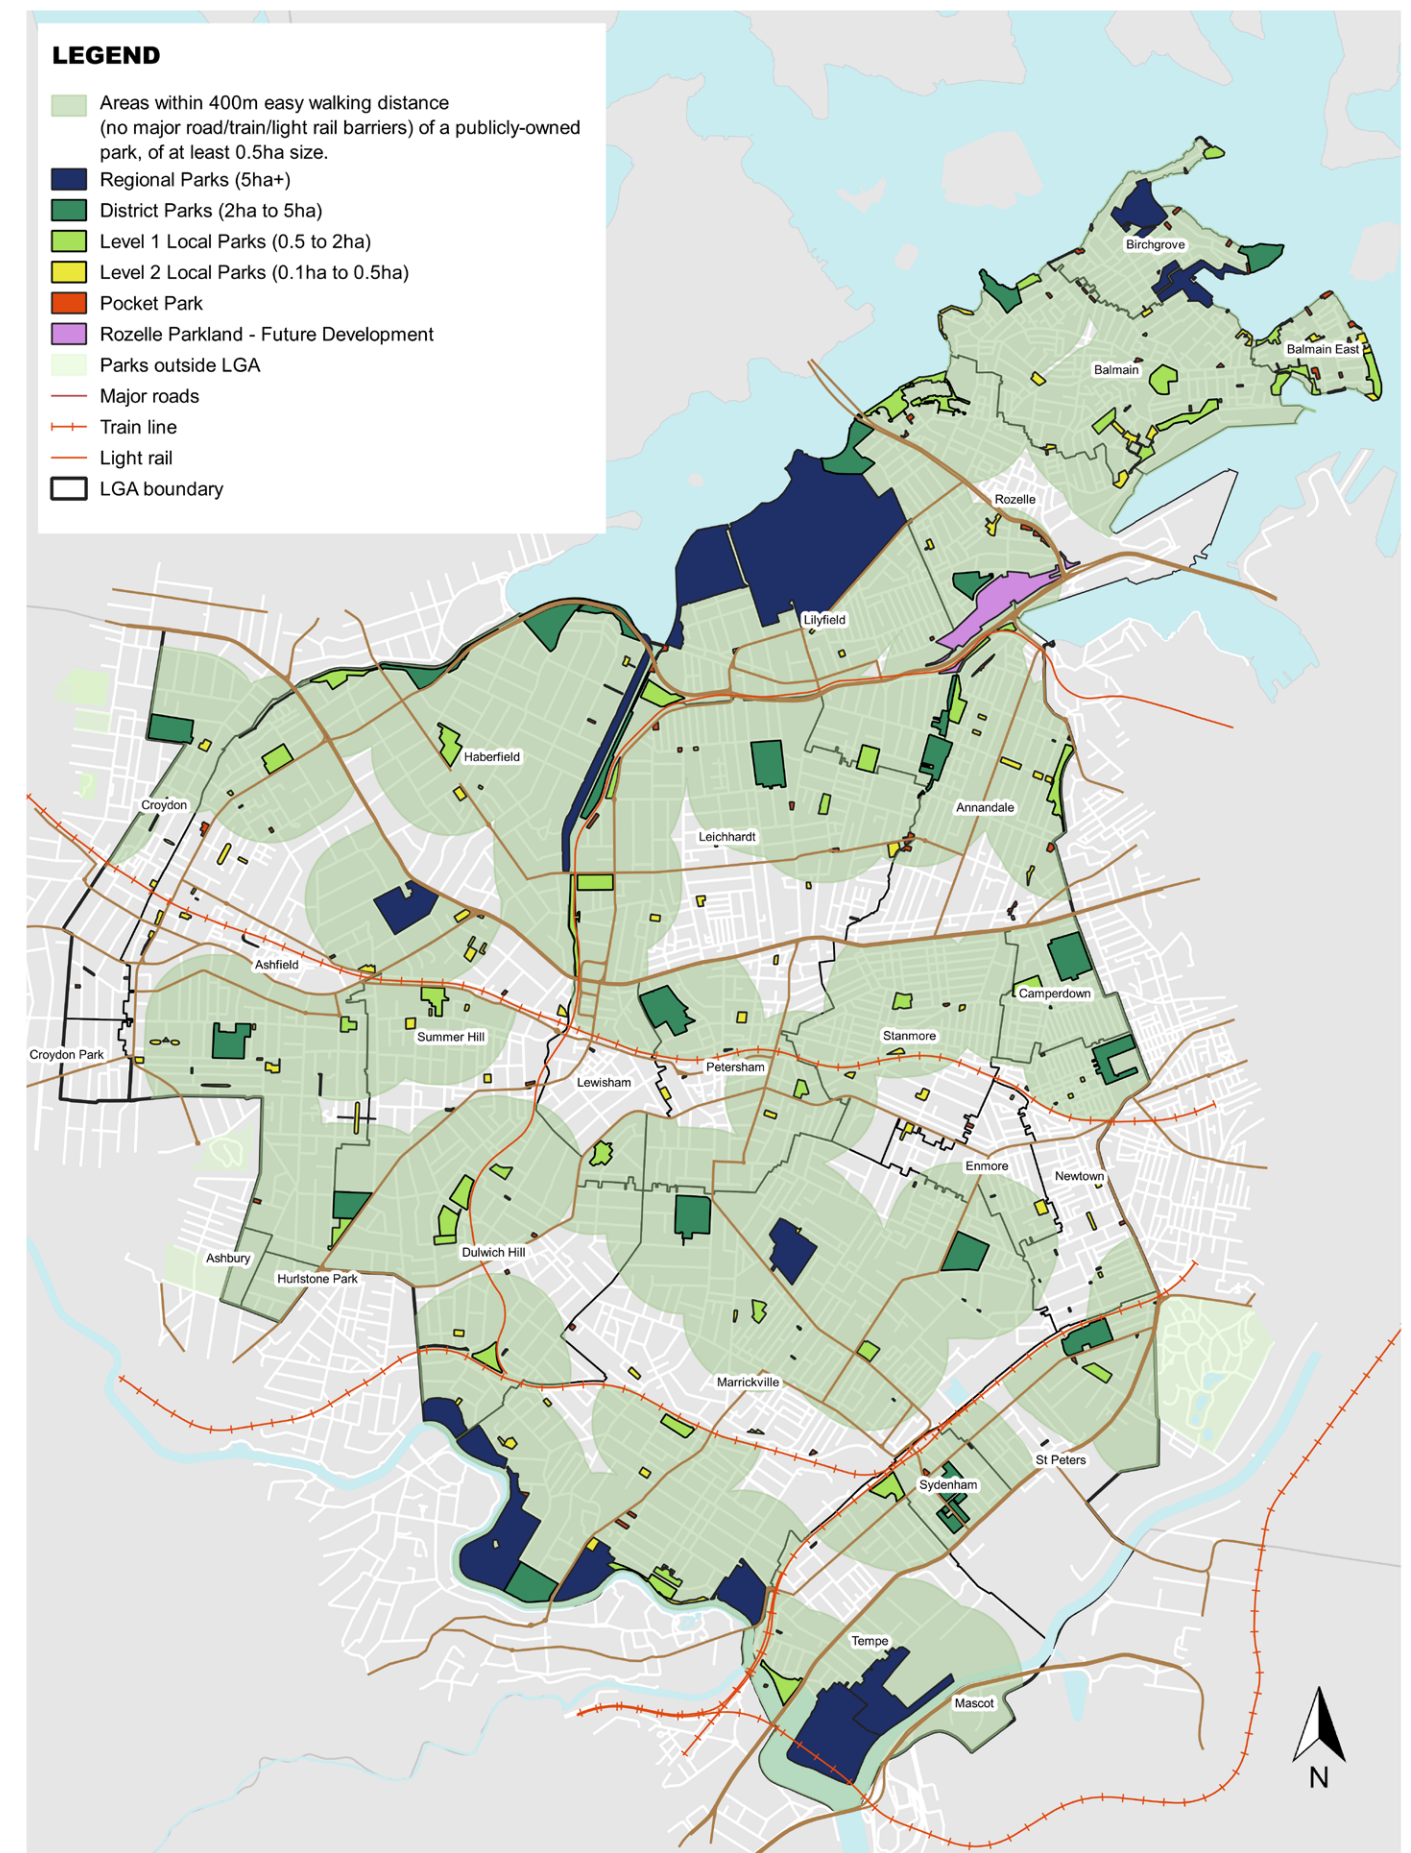 LEGEND
Areas within 400m easy walking distance
(no major road/train/light rail barriers) of a publicly-owned
park, of at least 0.5ha size.
Regional Parks (5ha+)
District Parks (2ha to 5ha)
Level 1 Local Parks (0.5 to 2ha)
Level 2 Local Parks (0.1ha to 0.5ha)
Pocket Park
Rozelle Parkland - Future Development
Parks outside LGA
Major roads
Train line
Light rail
LGA boundary
Birchgrove
Balmain East
Balmain
Rozelle
Lilyfield
Haberfield
Croydon
Annandale
Leichhardt
Ashfield
Camperdown
Summer Hill
Stanmore
Croydon Park
Petersham
Lewisham
Enmore
Newtown
Dulwich Hill
Ashbury
Hurlstone Park
Marrickville
St Peters
Sydenham
Tempe
Mascot
N